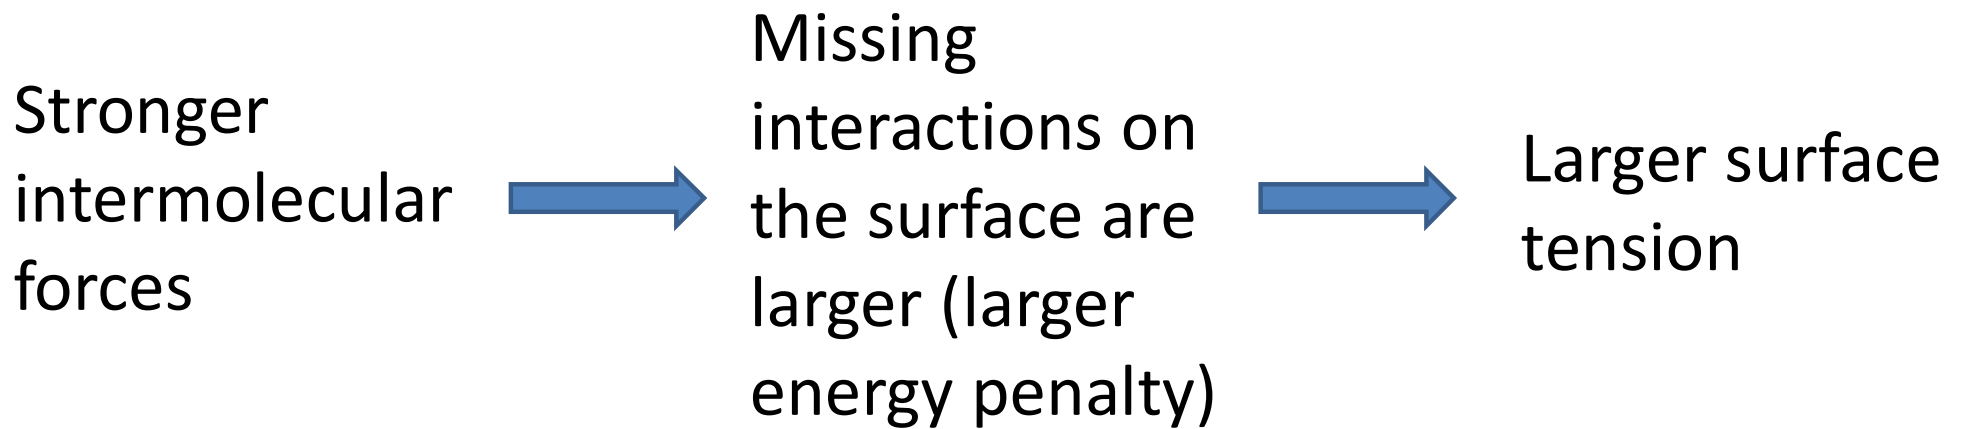 Stronger
intermolecular
forces
Missing
interactions on
the surface are
larger (larger
energy penalty)
Larger surface
tension